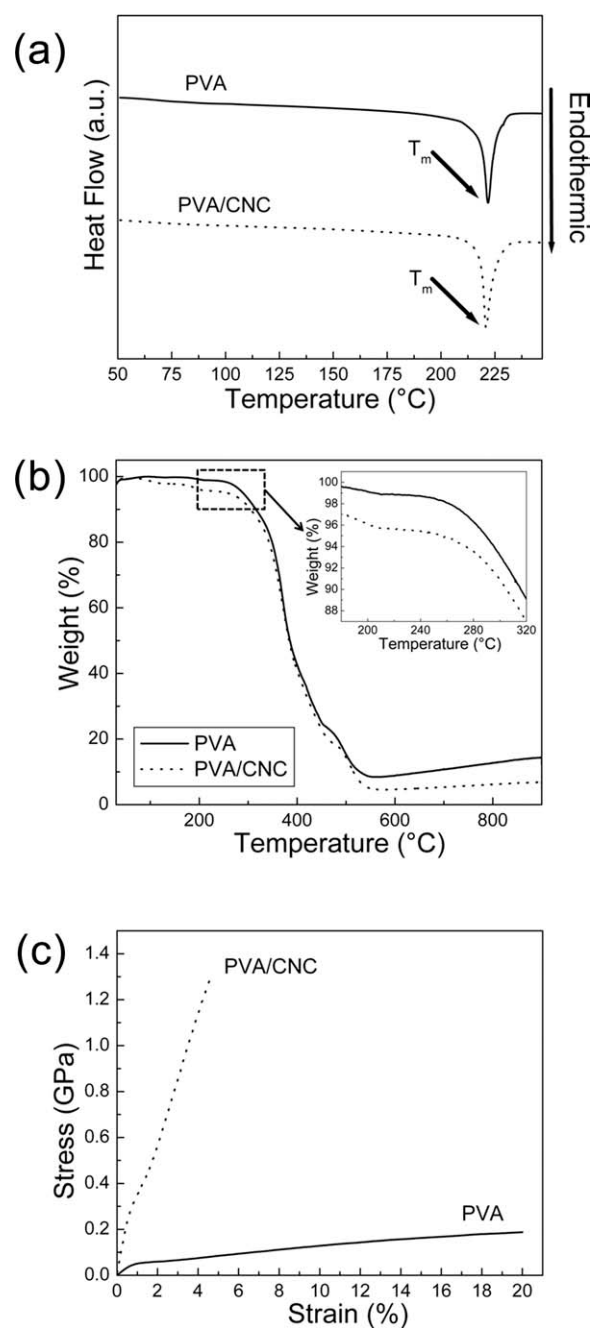 (a)
PVA
Tm
PVA/CNC
Tm
Heat Flow (a.u.)
Endothermic
50 75 100 125 150 175 200 225
Temperature (°C)
(b)
100
80
60
40
20
0
Weight (%)
PVA
PVA/CNC
200 400 600 800
Temperature (°C)
100
98
96
94
92
90
88
Weight (%)
200 240 280 320
Temperature (°C)
(c)
1.4
1.2
1.0
0.8
0.6
0.4
0.2
0.0
Stress (GPa)
PVA/CNC
PVA
0 2 4 6 8 10 12 14 16 18 20
Strain (%)